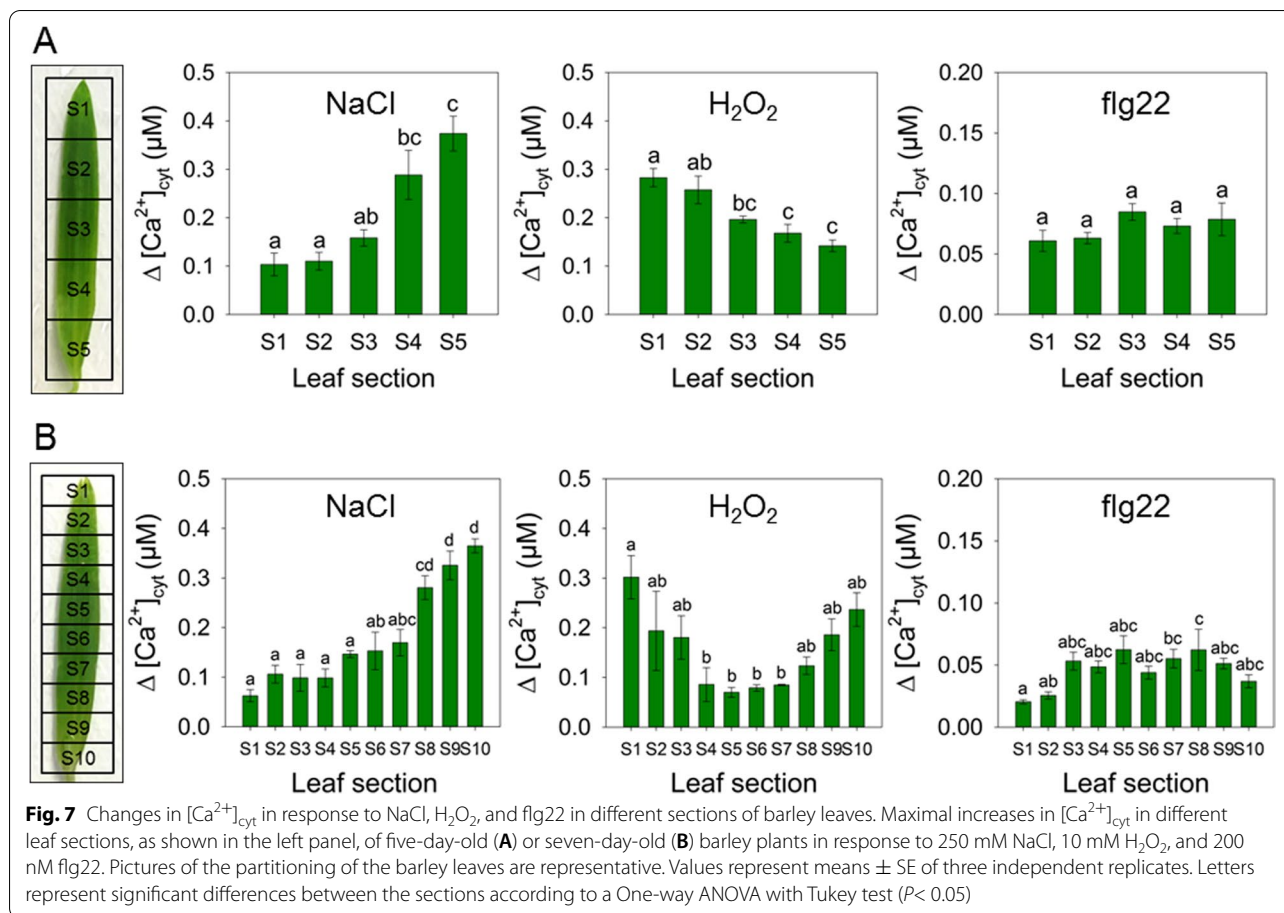 A
S1
S2
S3
S4
S5
Δ [Ca²⁺]cyt (μM)
0.5
0.4
0.3
0.2
0.1
0.0
NaCl
a
a
ab
bc
c
S1 S2 S3 S4 S5
Leaf section
Δ [Ca²⁺]cyt (μM)
0.5
0.4
0.3
0.2
0.1
0.0
H₂O₂
a
ab
bc
c
c
S1 S2 S3 S4 S5
Leaf section
Δ [Ca²⁺]cyt (μM)
0.20
0.15
0.10
0.05
0.00
flg22
a
a
a
a
a
S1 S2 S3 S4 S5
Leaf section
B
S1
S2
S3
S4
S5
S6
S7
S8
S9
S10
Δ [Ca²⁺]cyt (μM)
0.5
0.4
0.3
0.2
0.1
0.0
NaCl
a
a
a
a
a
ab
abc
cd
d
d
S1 S2 S3 S4 S5 S6 S7 S8 S9S10
Leaf section
Δ [Ca²⁺]cyt (μM)
0.5
0.4
0.3
0.2
0.1
0.0
H₂O₂
a
ab
ab
b
b
b
b
ab
ab
ab
S1 S2 S3 S4 S5 S6 S7 S8 S9S10
Leaf section
Δ [Ca²⁺]cyt (μM)
0.20
0.15
0.10
0.05
0.00
flg22
a
ab
abc
abc
abc
abc
bc
c
abc
abc
S1 S2 S3 S4 S5 S6 S7 S8 S9S10
Leaf section
Fig. 7 Changes in [Ca²⁺]cyt in response to NaCl, H₂O₂, and flg22 in different sections of barley leaves. Maximal increases in [Ca²⁺]cyt in different
leaf sections, as shown in the left panel, of five-day-old (A) or seven-day-old (B) barley plants in response to 250 mM NaCl, 10 mM H₂O₂, and 200
nM flg22. Pictures of the partitioning of the barley leaves are representative. Values represent means ± SE of three independent replicates. Letters
represent significant differences between the sections according to a One-way ANOVA with Tukey test (P< 0.05)